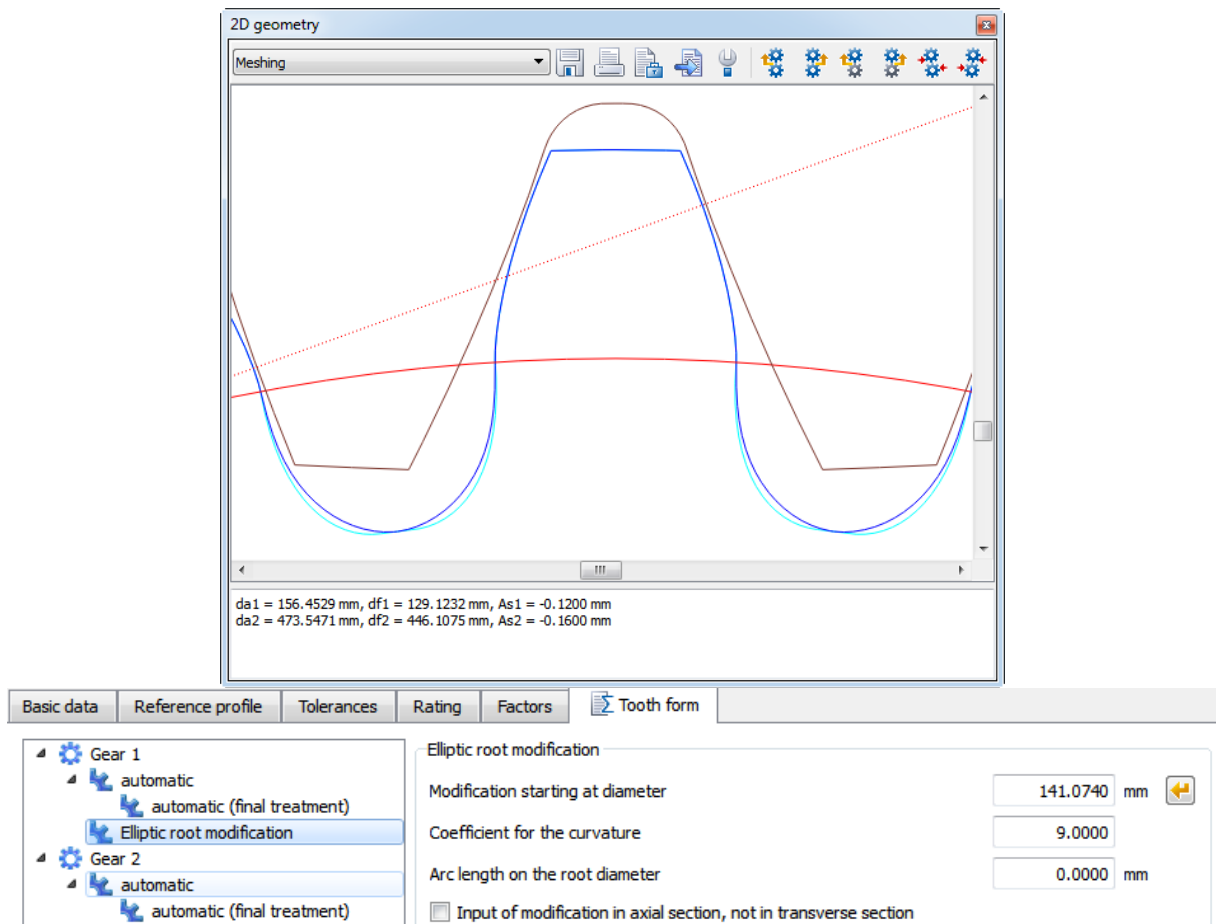 2D geometry
Meshing
da1 = 156.4529 mm, df1 = 129.1232 mm, As1 = -0.1200 mm
da2 = 473.5471 mm, df2 = 446.1075 mm, As2 = -0.1600 mm
Basic data Reference profile Tolerances Rating Factors Tooth form
Gear 1
automatic
automatic (final treatment)
Elliptic root modification
Gear 2
automatic
automatic (final treatment)
Elliptic root modification
Modification starting at diameter 141.0740 mm
Coefficient for the curvature 9.0000
Arc length on the root diameter 0.0000 mm
Input of modification in axial section, not in transverse section